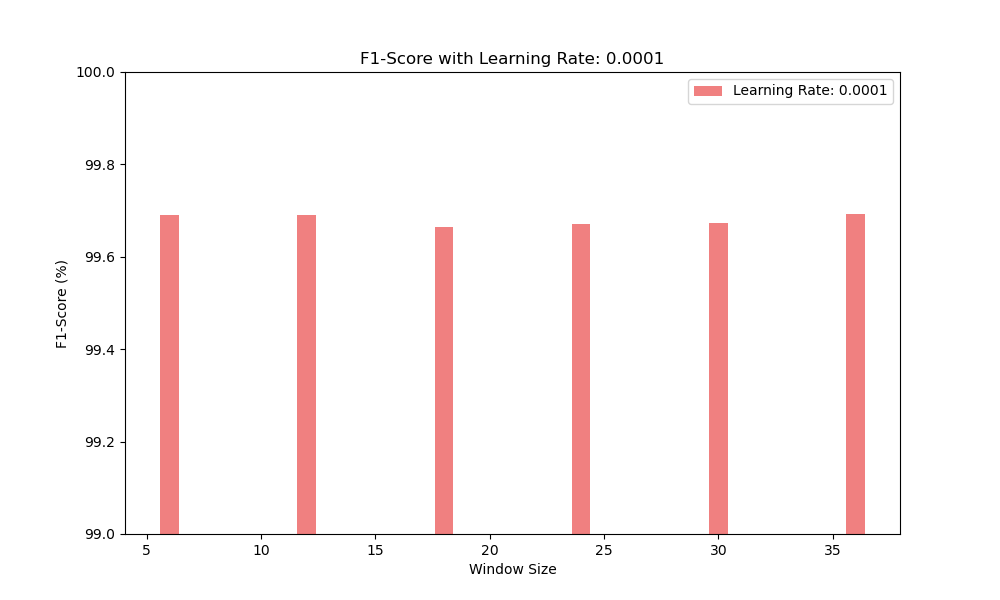 F1-Score with Learning Rate: 0.0001
100.0
Learning Rate: 0.0001
99.8
99.6
F1-Score (%)
99.4
99.2
99.0
5 10 15 20 25 30 35
Window Size